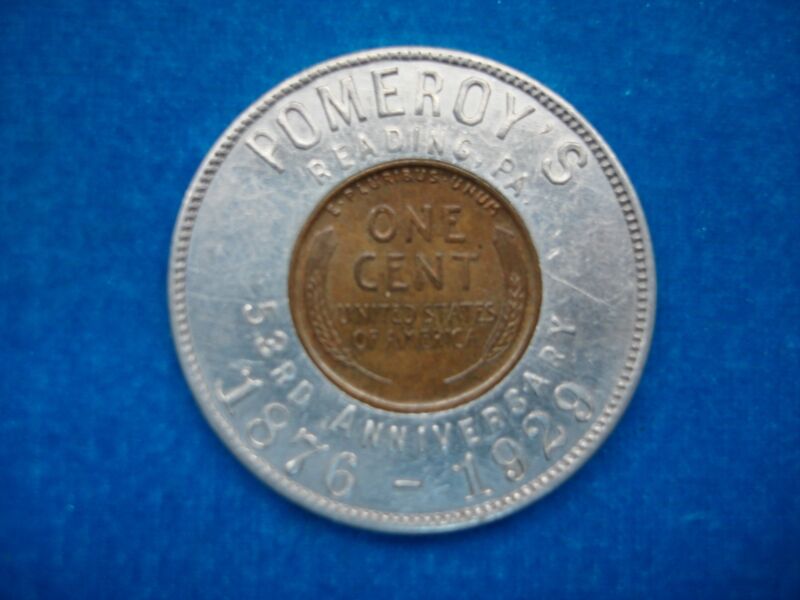 POMEROY'S
READING, PA.
E·PLURIBUS·UNUM
ONE
CENT
UNITED STATES
OF AMERICA
53RD ANNIVERSARY
1876 - 1929